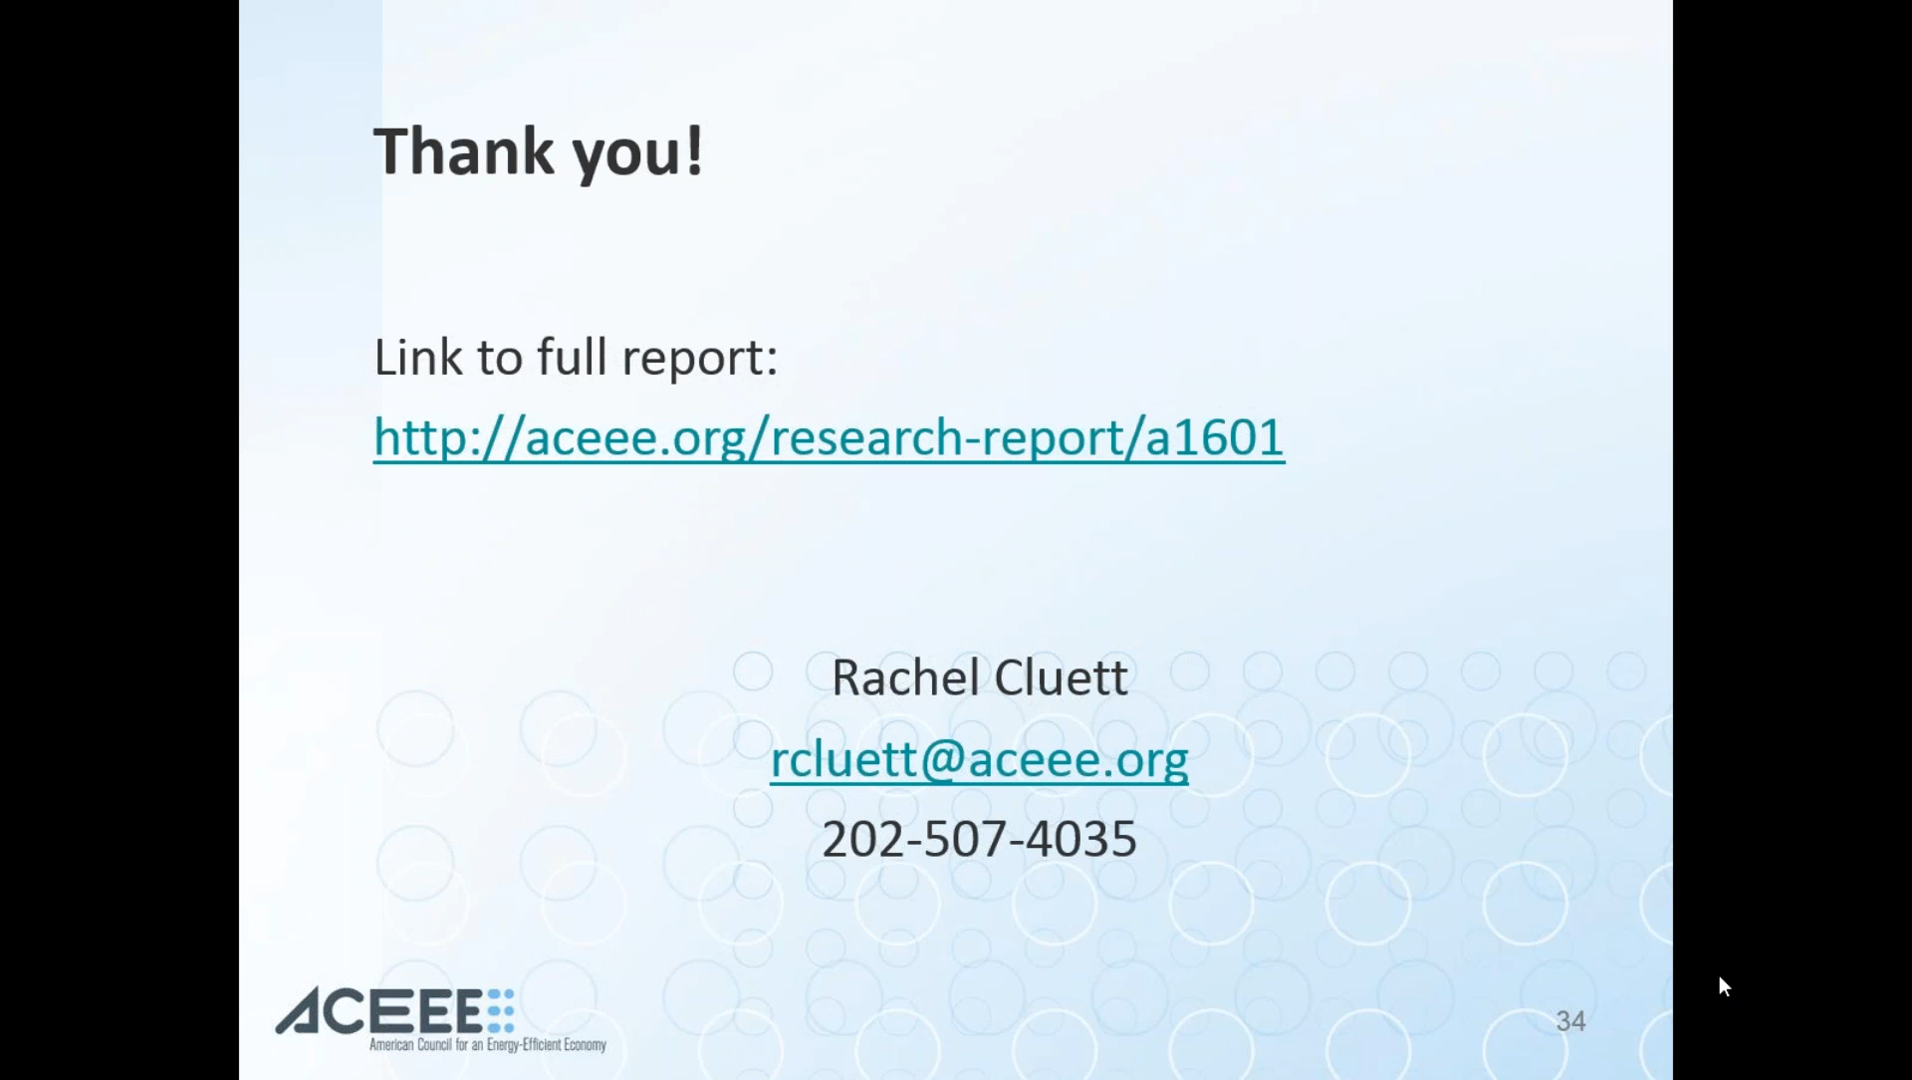 Thank you!
Link to full report:
http://aceee.org/research-report/a1601
Rachel Cluett
rcluett@aceee.org
202-507-4035
ACEEE
American Council for an Energy-Efficient Economy
34